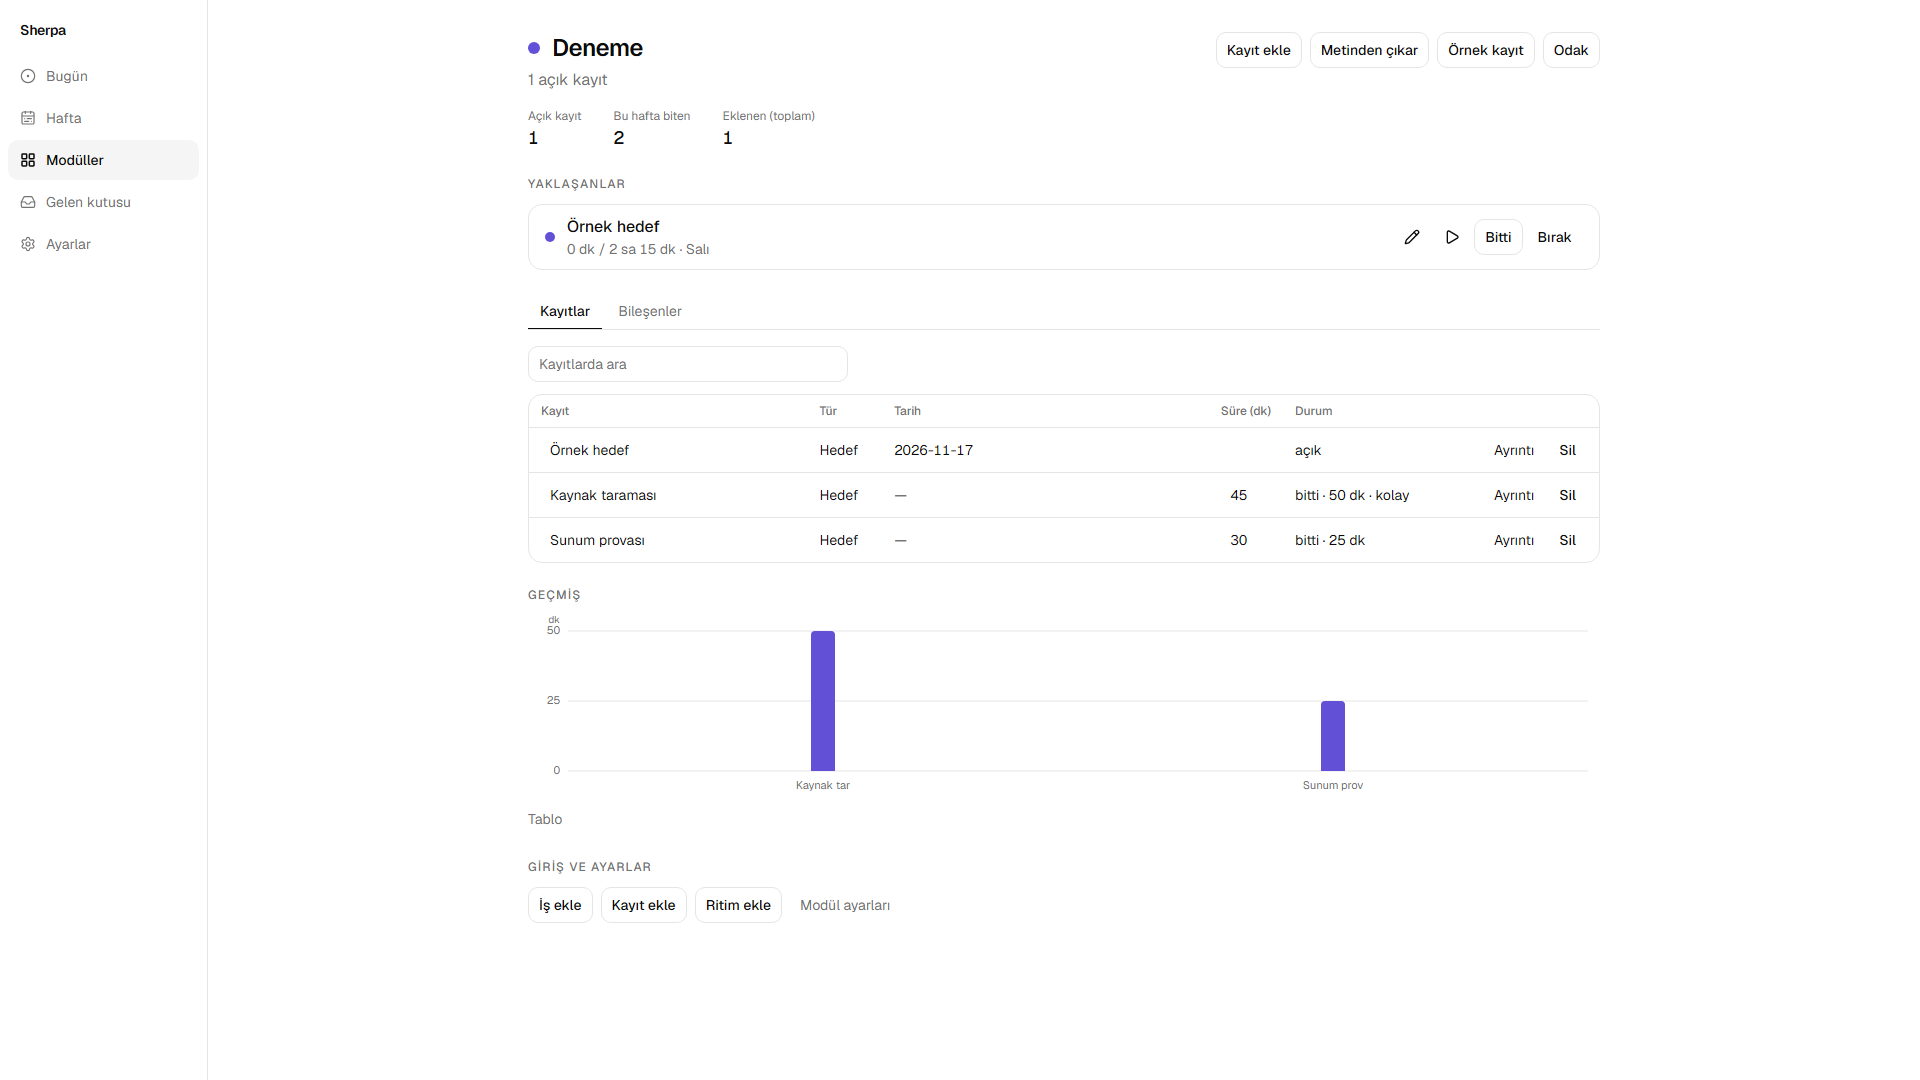 Sherpa
Bugün
Hafta
Modüller
Gelen kutusu
Ayarlar
Deneme
1 açık kayıt
Kayıt ekle
Metinden çıkar
Örnek kayıt
Odak
Açık kayıt
1
Bu hafta biten
2
Eklenen (toplam)
1
YAKLAŞANLAR
Örnek hedef
0 dk / 2 sa 15 dk · Salı
Bitti
Bırak
Kayıtlar
Bileşenler
Kayıtlarda ara
Kayıt Tür Tarih Süre (dk) Durum
Örnek hedef Hedef 2026-11-17 açık Ayrıntı Sil
Kaynak taraması Hedef — 45 bitti · 50 dk · kolay Ayrıntı Sil
Sunum provası Hedef — 30 bitti · 25 dk Ayrıntı Sil
GEÇMİŞ
dk
50
25
0
Kaynak tar
Sunum prov
Tablo
GİRİŞ VE AYARLAR
İş ekle
Kayıt ekle
Ritim ekle
Modül ayarları